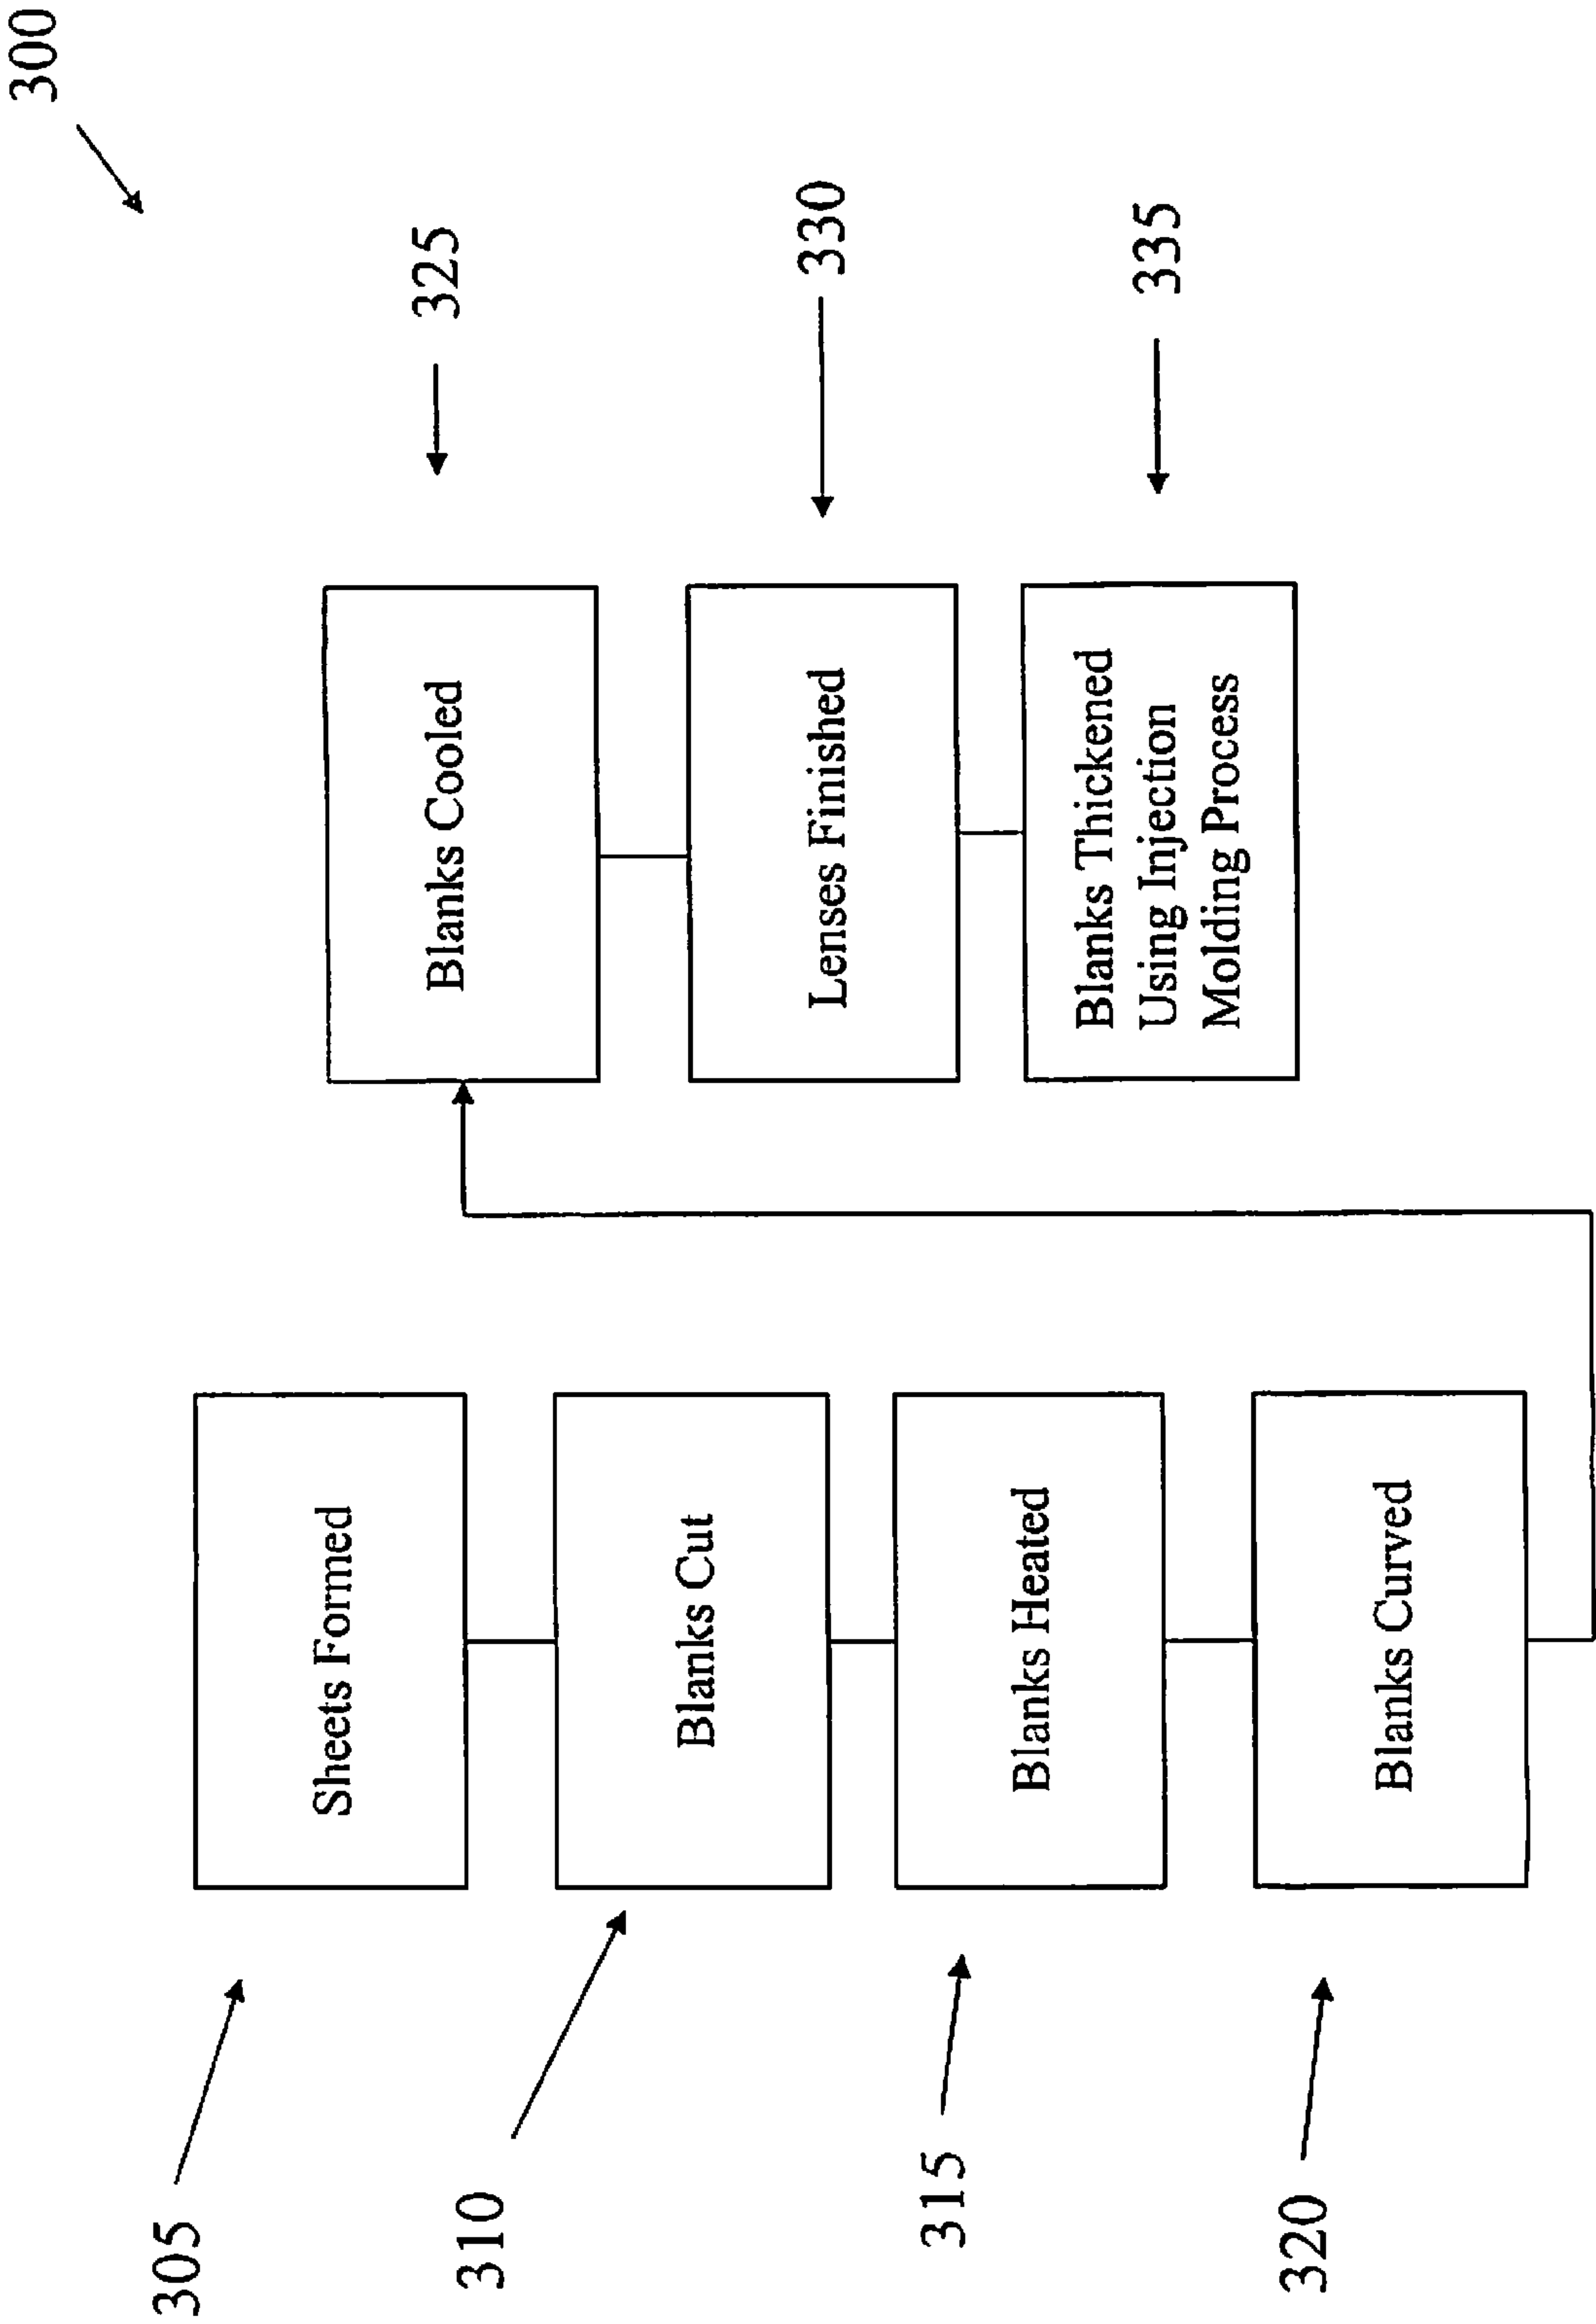 300
305
Sheets Formed
310
Blanks Cut
315
Blanks Heated
320
Blanks Curved
Blanks Cooled
325
Lenses Finished
330
Blanks Thickened
Using Injection
Molding Process
335